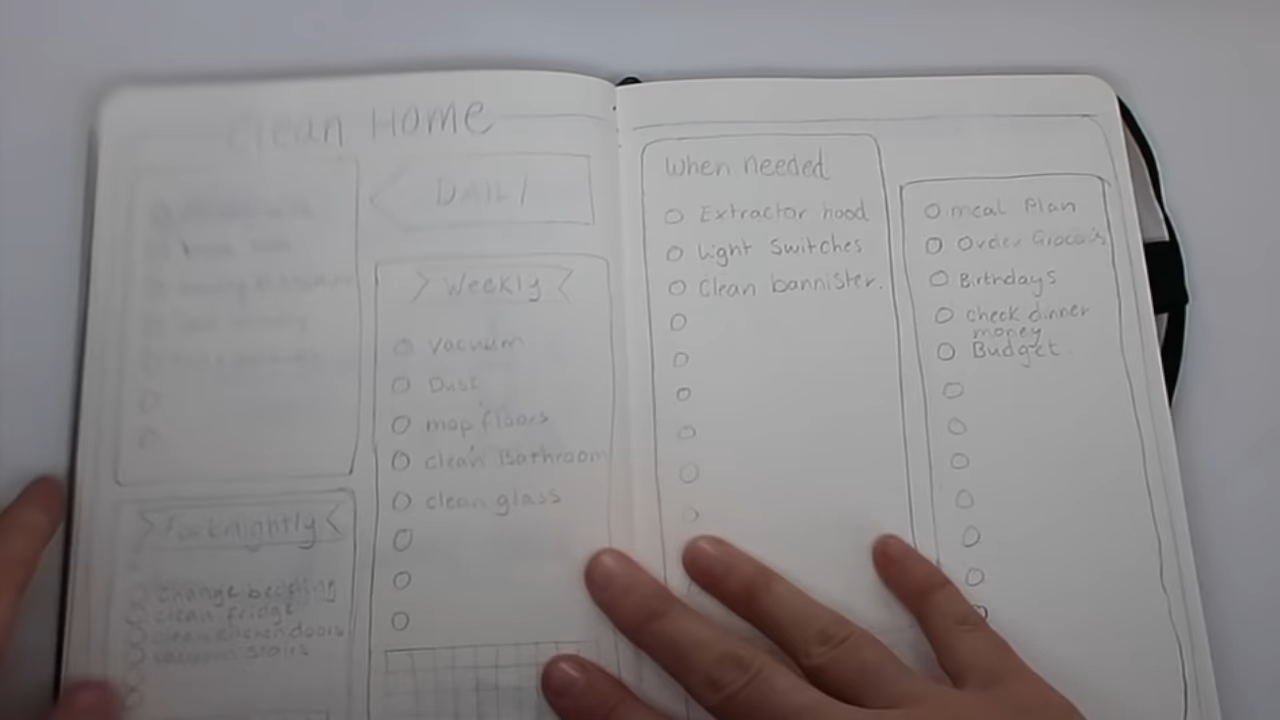 Clean Home
DAILY
Weekly
vacuum
Dust
mop floors
clean Bathroom
clean glass
Fortnightly
change bedding
clean fridge
clean kitchen doors
vacuum stairs
When needed
Extractor hood
Light Switches
Clean bannister.
meal Plan
Order
Birthdays
check dinner
money
Budget